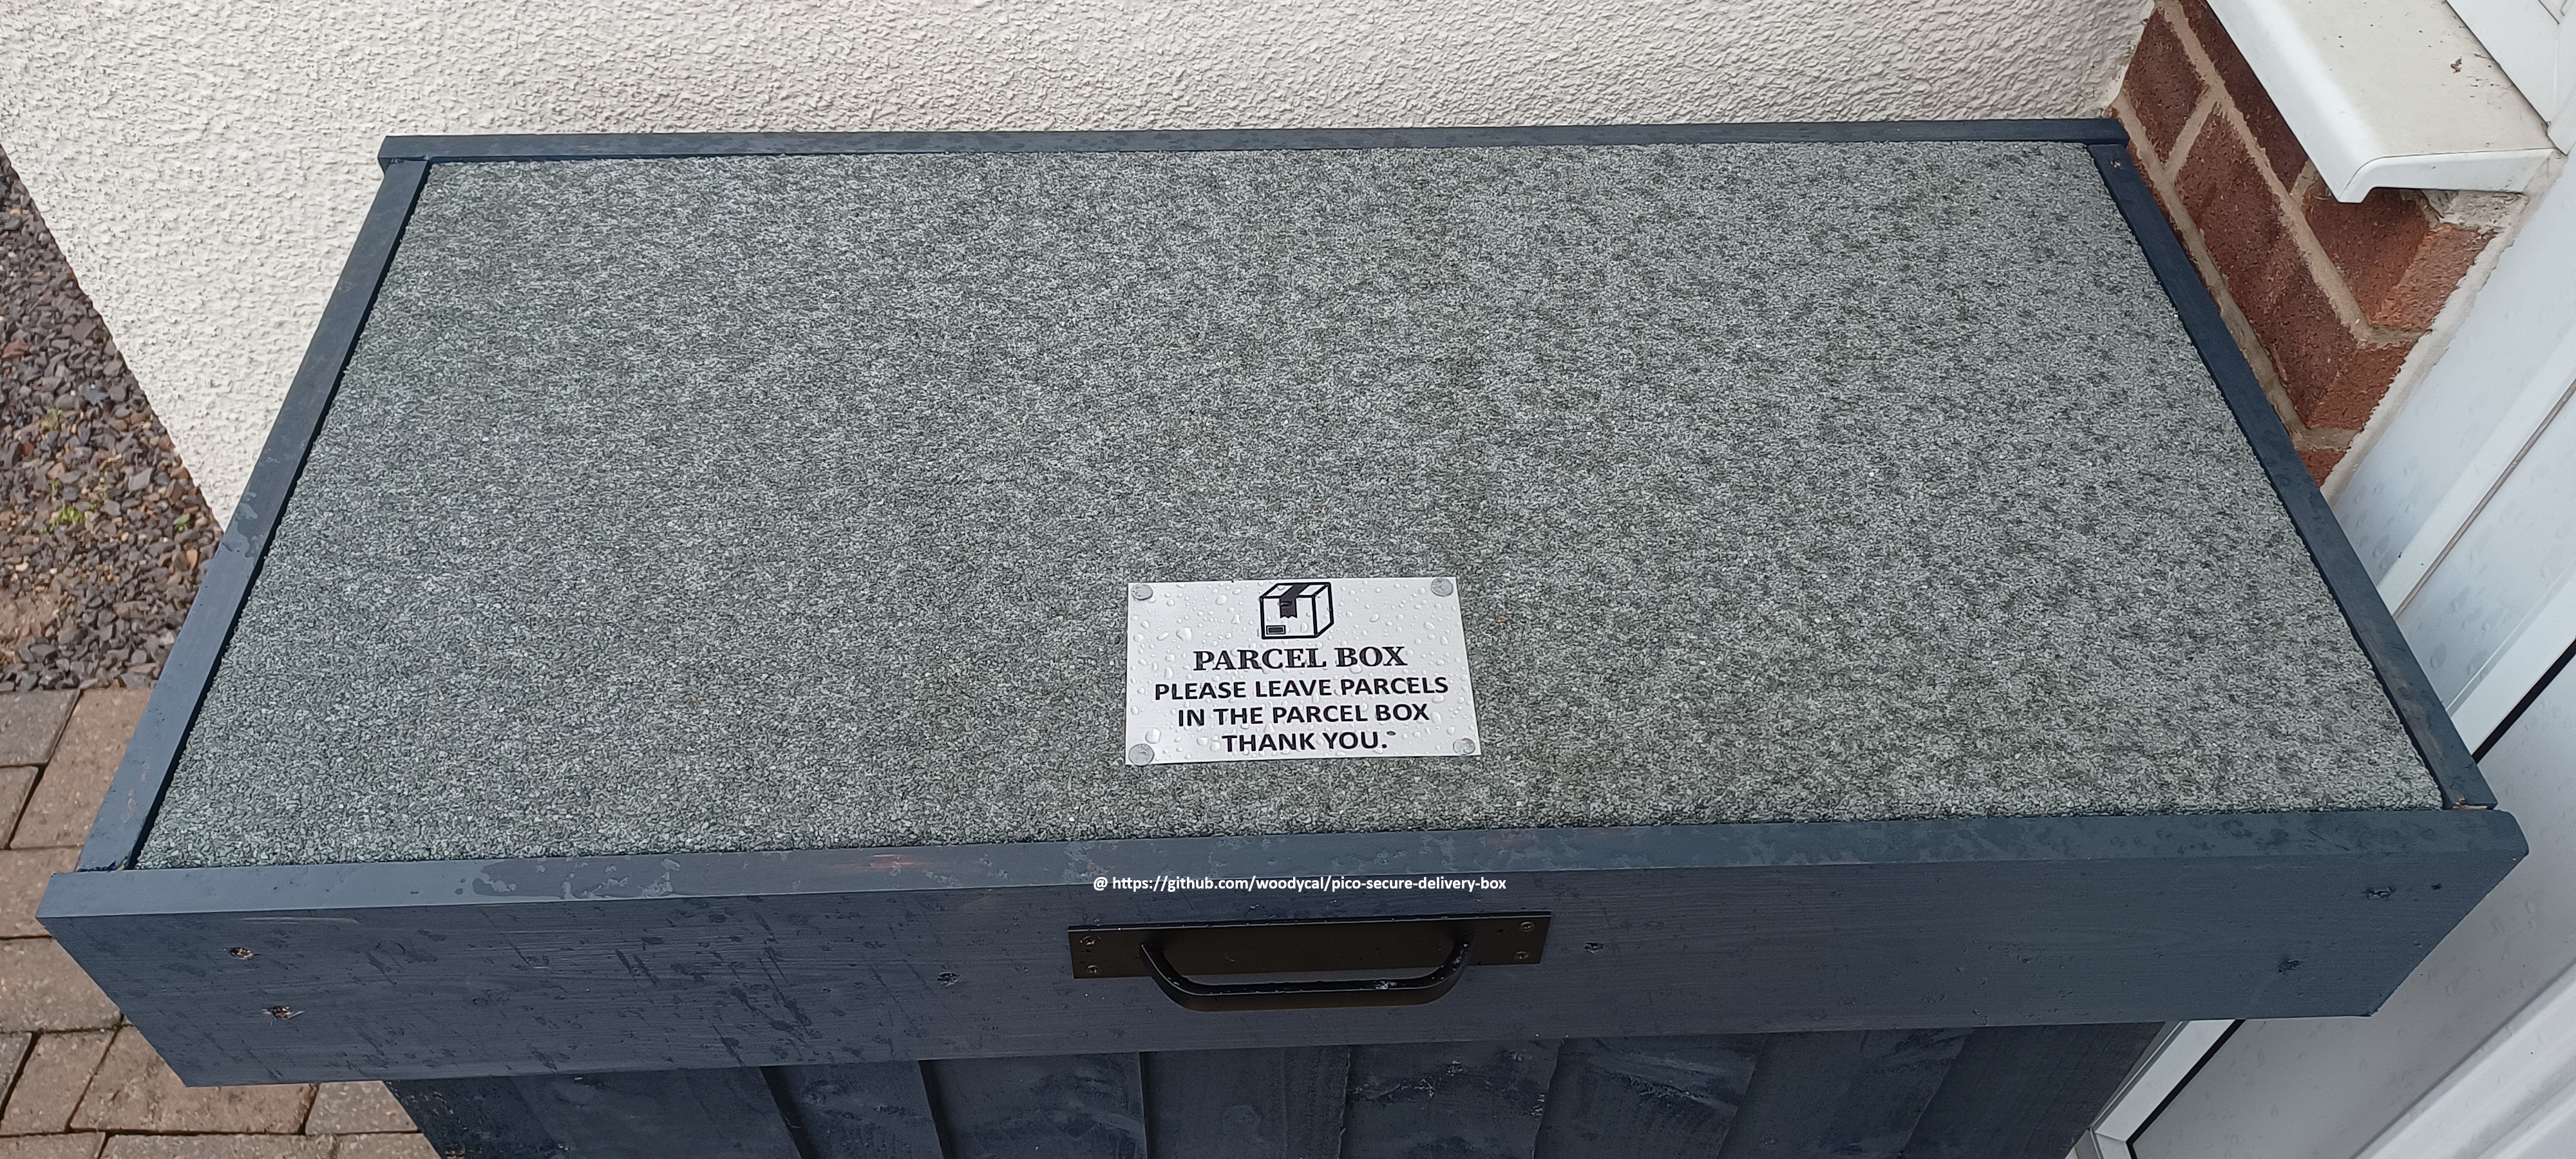 PARCEL BOX
PLEASE LEAVE PARCELS
IN THE PARCEL BOX
THANK YOU.
@ https://github.com/woodycal/pico-secure-delivery-box